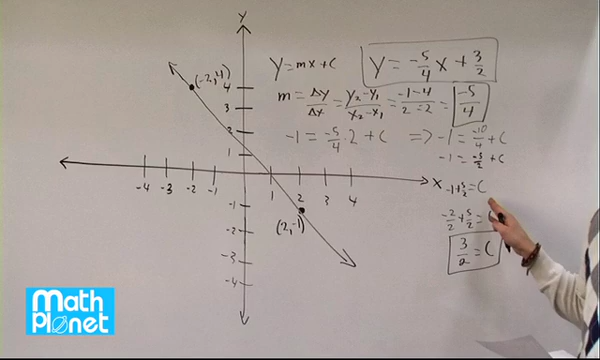 Y
Y = mx + c
Y = -5/4 x + 3/2
(-2,4)
m = Δy/Δx = (Y₂-Y₁)/(X₂-X₁) = (-1-4)/(2--2) = -5/4
-1 = -5/4 · 2 + c => -1 = -10/4 + c
-1 = -5/2 + c
-1+5/2 = C
-2/2 + 5/2 = C
3/2 = C
4
3
2
1
-4 -3 -2 -1 1 2 3 4
X
-1
-2
-3
-4
(2,-1)
Math
Planet